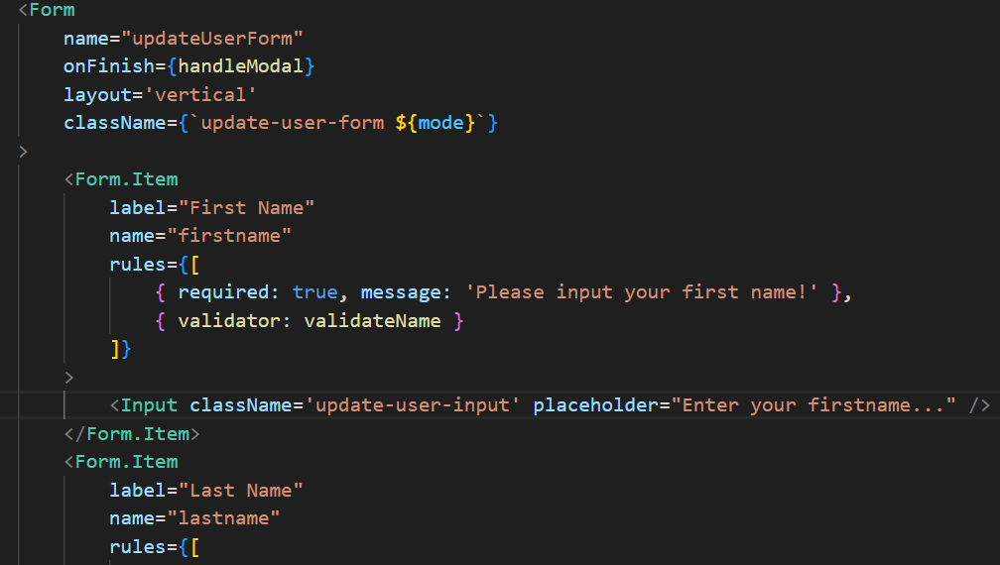 <Form
name="updateUserForm"
onFinish={handleModal}
layout='vertical'
className={`update-user-form ${mode}`}
>
<Form.Item
label="First Name"
name="firstname"
rules={[
{ required: true, message: 'Please input your first name!' },
{ validator: validateName }
]}
>
<Input className='update-user-input' placeholder="Enter your firstname..." />
</Form.Item>
<Form.Item
label="Last Name"
name="lastname"
rules={[